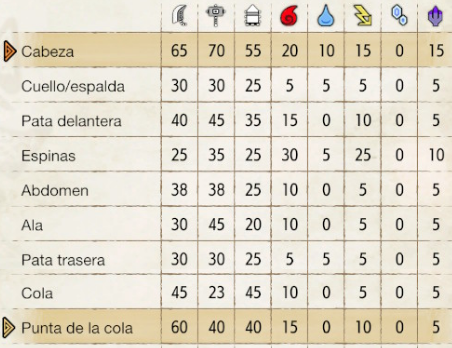 Cabeza 65 70 55 20 10 15 0 15
Cuello/espalda 30 30 25 5 5 5 0 5
Pata delantera 40 45 35 15 0 10 0 5
Espinas 25 35 25 30 5 25 0 10
Abdomen 38 38 25 10 0 5 0 5
Ala 30 45 20 10 0 5 0 5
Pata trasera 30 30 25 5 5 5 0 5
Cola 45 23 45 10 0 5 0 5
Punta de la cola 60 40 40 15 0 10 0 5